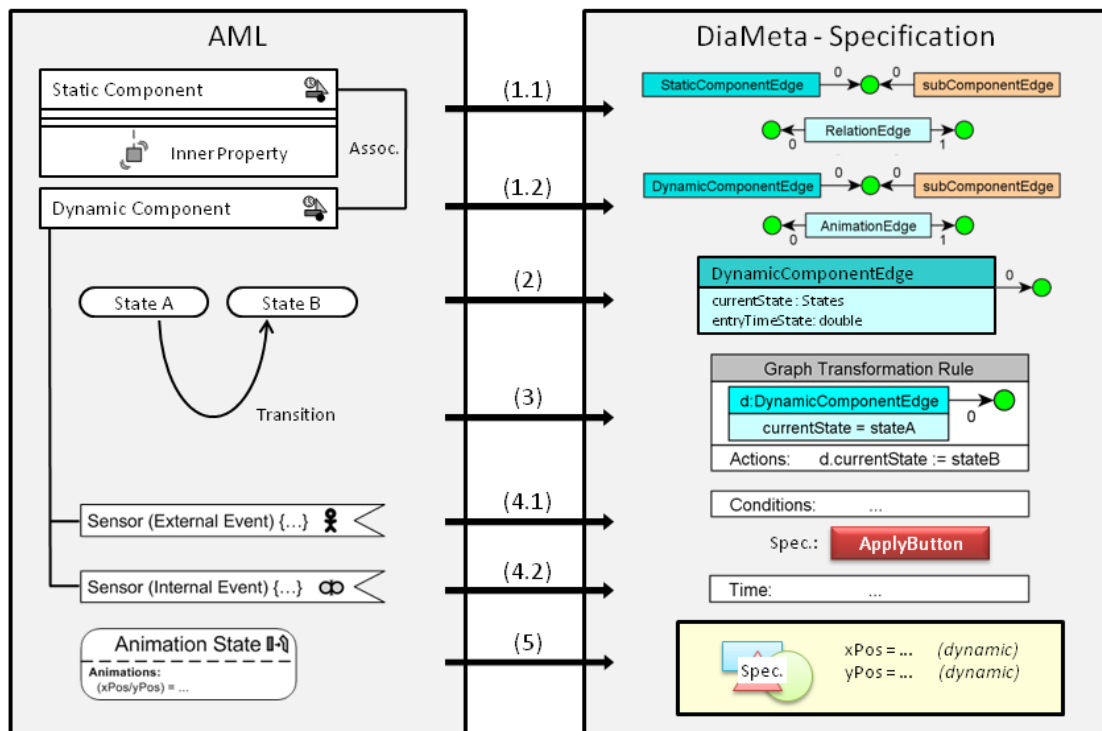 AML
Static Component
Inner Property
Assoc.
Dynamic Component
State A
State B
Transition
Sensor (External Event) {...}
Sensor (Internal Event) {...}
Animation State
Animations:
(xPos/yPos) = ...
(1.1)
(1.2)
(2)
(3)
(4.1)
(4.2)
(5)
DiaMeta - Specification
StaticComponentEdge 0 0 subComponentEdge
0 RelationEdge 1
DynamicComponentEdge 0 0 subComponentEdge
0 AnimationEdge 1
DynamicComponentEdge 0
currentState : States
entryTimeState: double
Graph Transformation Rule
d:DynamicComponentEdge 0
currentState = stateA
Actions: d.currentState := stateB
Conditions: ...
Spec.: ApplyButton
Time: ...
Spec.
xPos = ... (dynamic)
yPos = ... (dynamic)